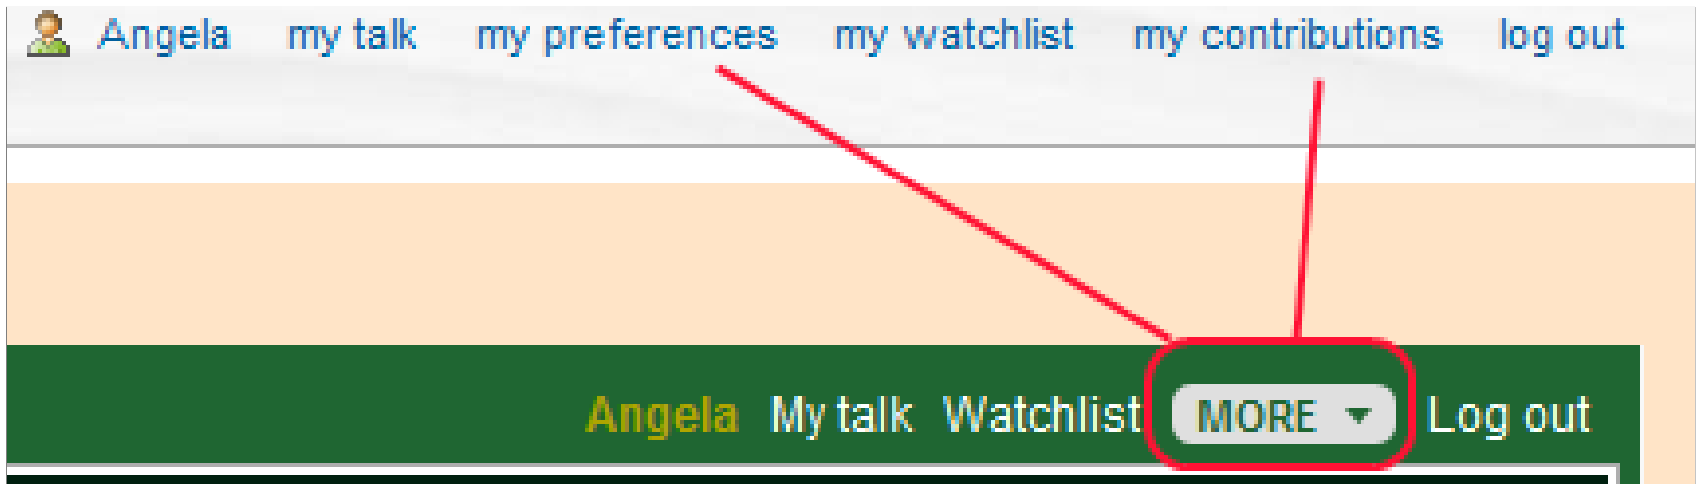 Angela my talk my preferences my watchlist my contributions log out
Angela My talk Watchlist MORE Log out